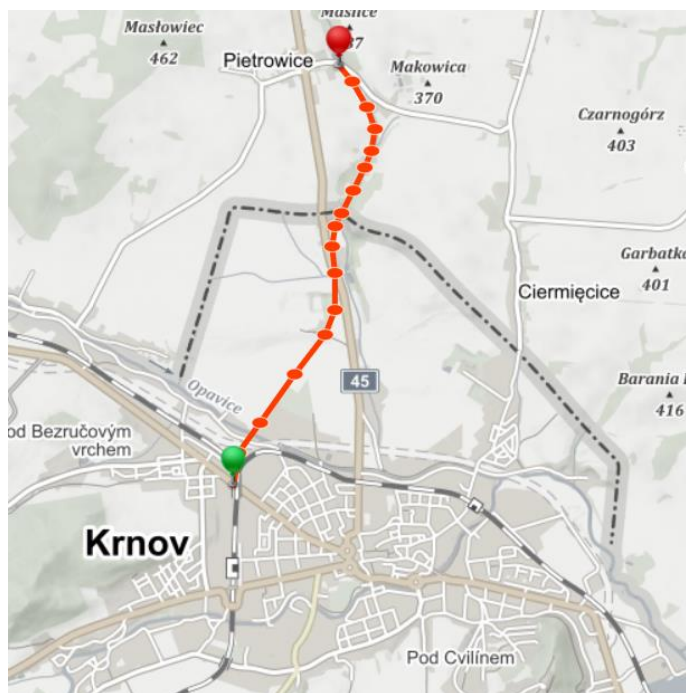 Masłowiec
462
Pietrowice
Makowica
370
Czarnogórz
403
Garbatka
401
Ciermięcice
Barania
416
45
Opavice
od Bezručovým
vrchem
Krnov
Pod Cvilínem